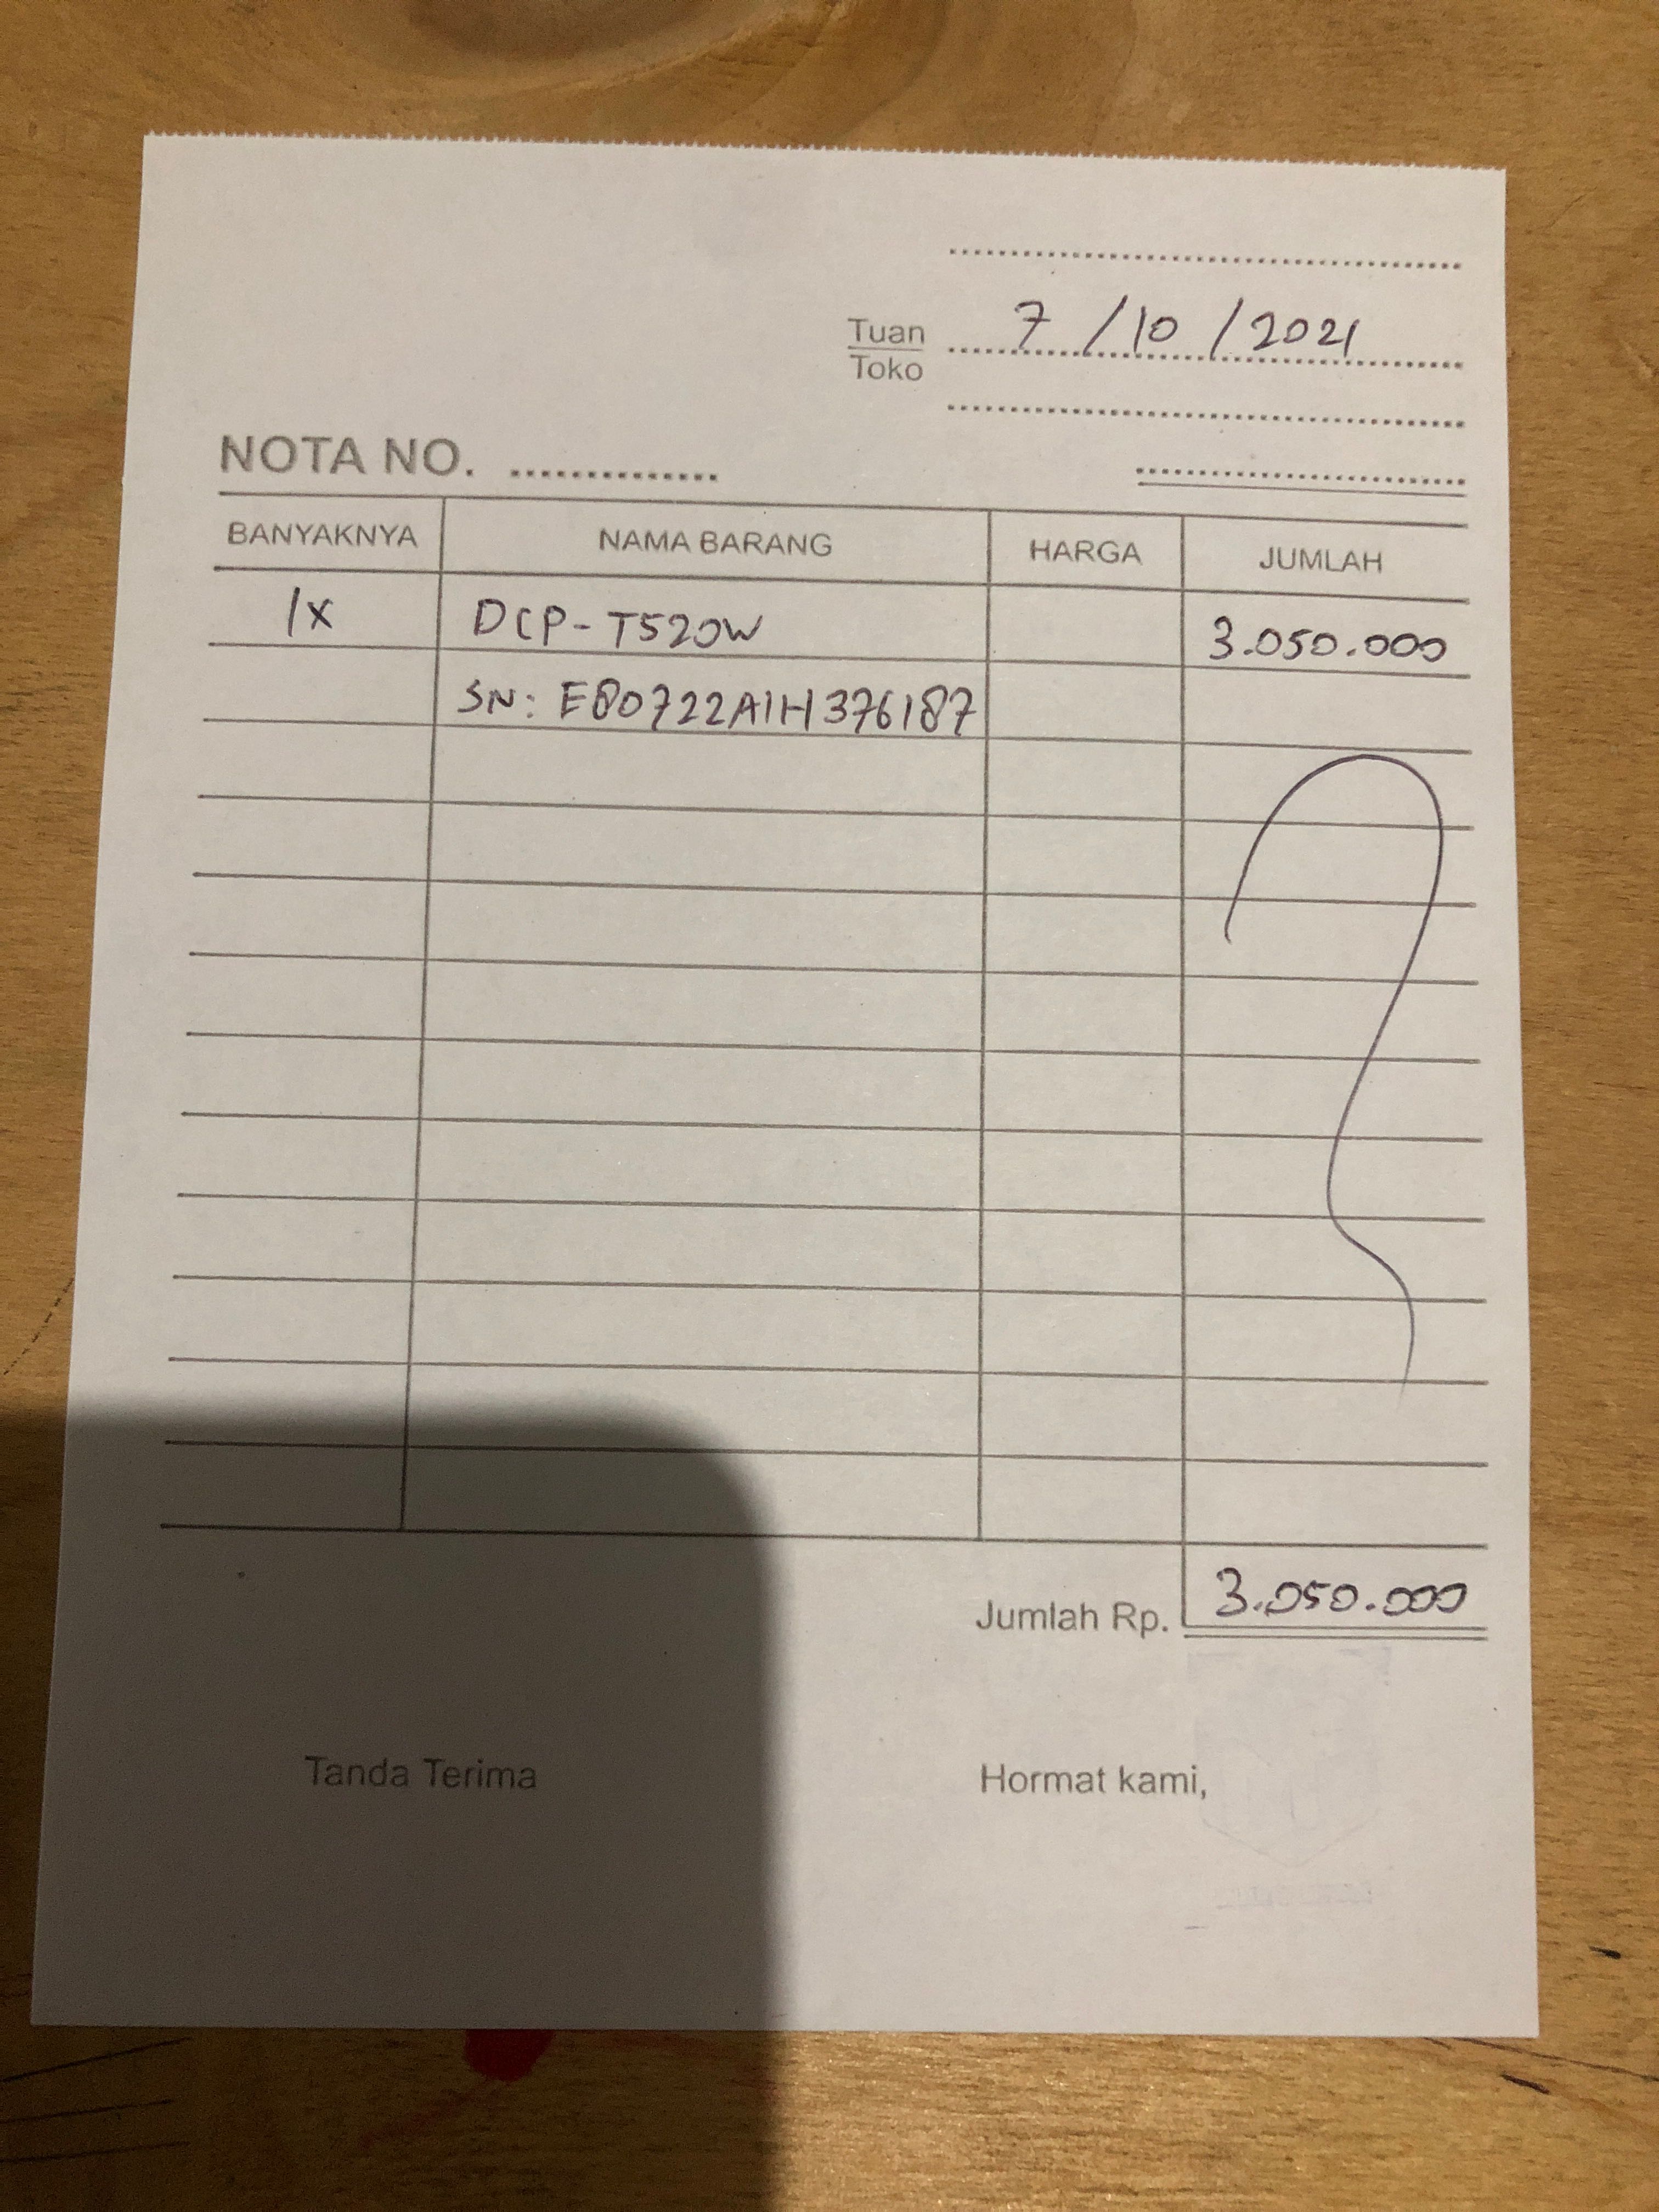 7/10/2021
Tuan
Toko
NOTA NO.
BANYAKNYA NAMA BARANG HARGA JUMLAH
1X DCP-T520W 3.050.000
SN: E80722A1H376187
Jumlah Rp. 3.050.000
Tanda Terima Hormat kami,